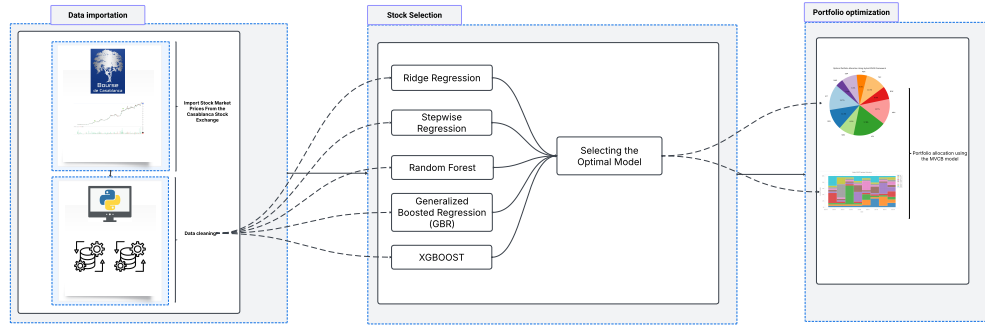 Data importation
Bourse
de Casablanca
Import Stock Market
Prices From the
Casablanca Stock
Exchange
Data cleaning
Stock Selection
Ridge Regression
Stepwise
Regression
Random Forest
Generalized
Boosted Regression
(GBR)
XGBOOST
Selecting the
Optimal Model
Portfolio optimization
Portfolio allocation using
the MVCB model